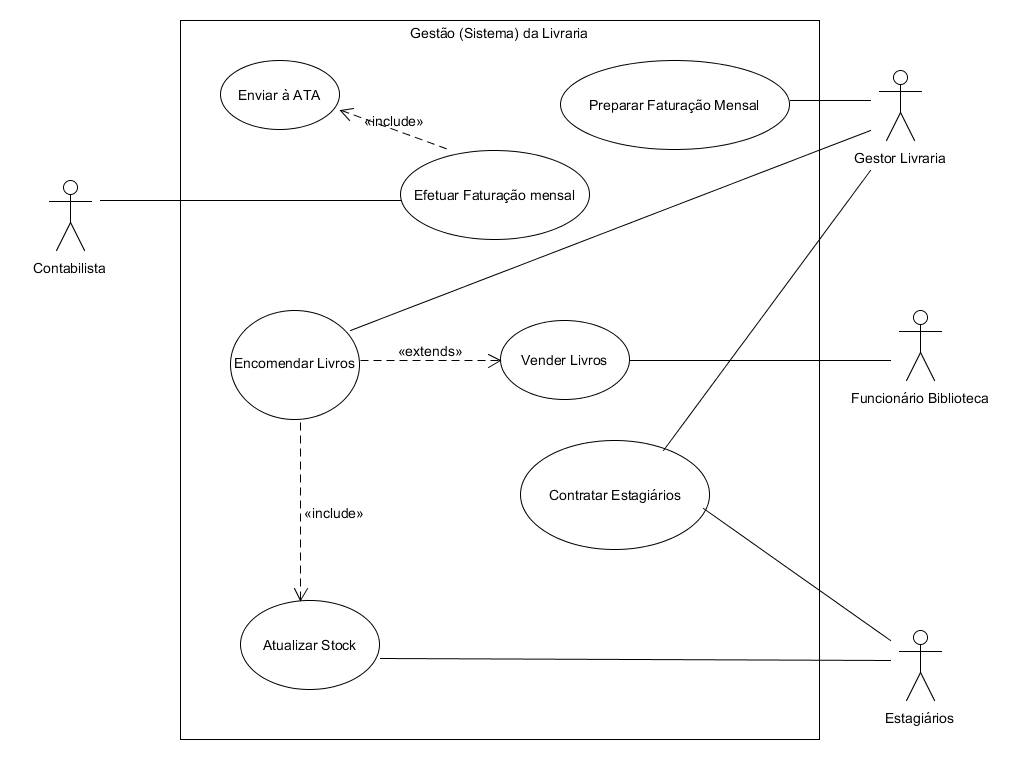 Gestão (Sistema) da Livraria
Enviar à ATA
Preparar Faturação Mensal
«include»
Gestor Livraria
Efetuar Faturação mensal
Contabilista
«extends»
Encomendar Livros
Vender Livros
Funcionário Biblioteca
Contratar Estagiários
«include»
Atualizar Stock
Estagiários